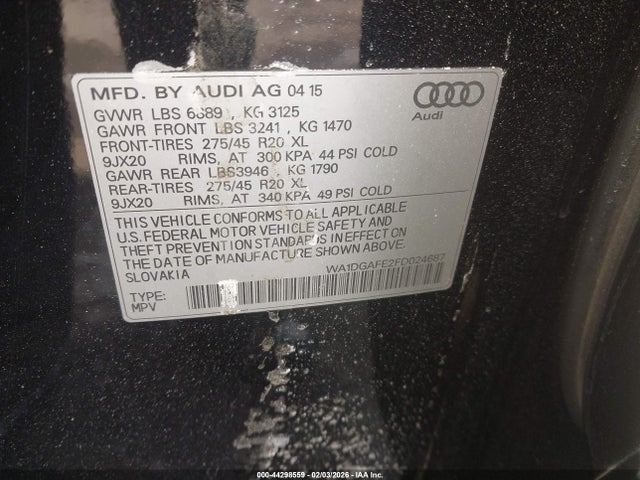 MFD. BY AUDI AG 04 15
Audi
GVWR LBS 6889, KG 3125
GAWR FRONT LBS 3241, KG 1470
FRONT-TIRES 275/45 R20 XL
9JX20 RIMS, AT 300 KPA 44 PSI COLD
GAWR REAR LBS3946 KG 1790
REAR-TIRES 275/45 R20 XL
9JX20 RIMS, AT 340 KPA 49 PSI COLD
THIS VEHICLE CONFORMS TO ALL APPLICABLE
U.S. FEDERAL MOTOR VEHICLE SAFETY AND
THEFT PREVENTION STANDARDS IN EFFECT ON
THE DATE OF MANUFACTURE SHOWN ABOVE.
SLOVAKIA
WA1DGAFE2FD024687
TYPE:
MPV
000-44298559 - 02/03/2026 - IAA Inc.